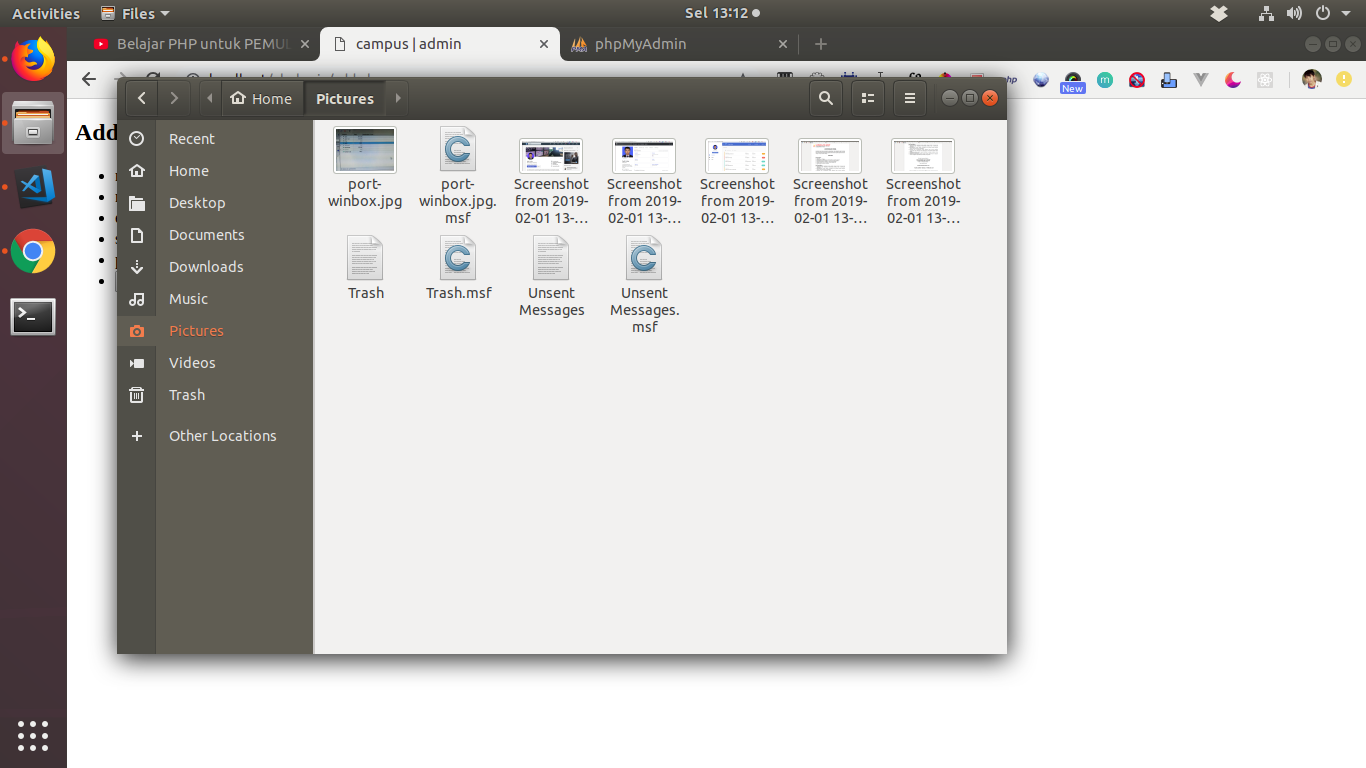 Activities Files Sel 13:12
Belajar PHP untuk PEMUL campus | admin phpMyAdmin
php
New
Home Pictures
Add
Recent
Home
Desktop
Documents
Downloads
Music
Pictures
Videos
Trash
Other Locations
port-
winbox.jpg
port-
winbox.jpg.
msf
Screenshot
from 2019-
02-01 13-…
Screenshot
from 2019-
02-01 13-…
Screenshot
from 2019-
02-01 13-…
Screenshot
from 2019-
02-01 13-…
Screenshot
from 2019-
02-01 13-…
Trash
Trash.msf
Unsent
Messages
Unsent
Messages.
msf